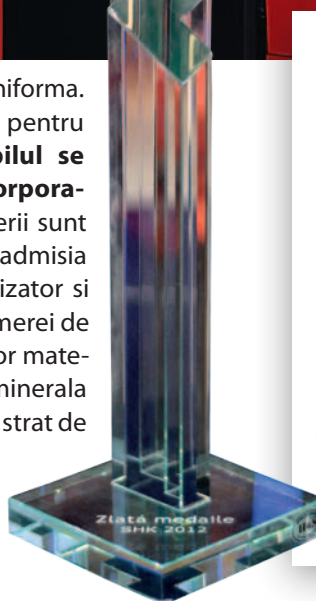 niforma.
pentru
bilul se
orpora-
erii sunt
admisia
izator si
merei de
or mate-
minerala
strat de
Zlatá medaile
SHK 2012